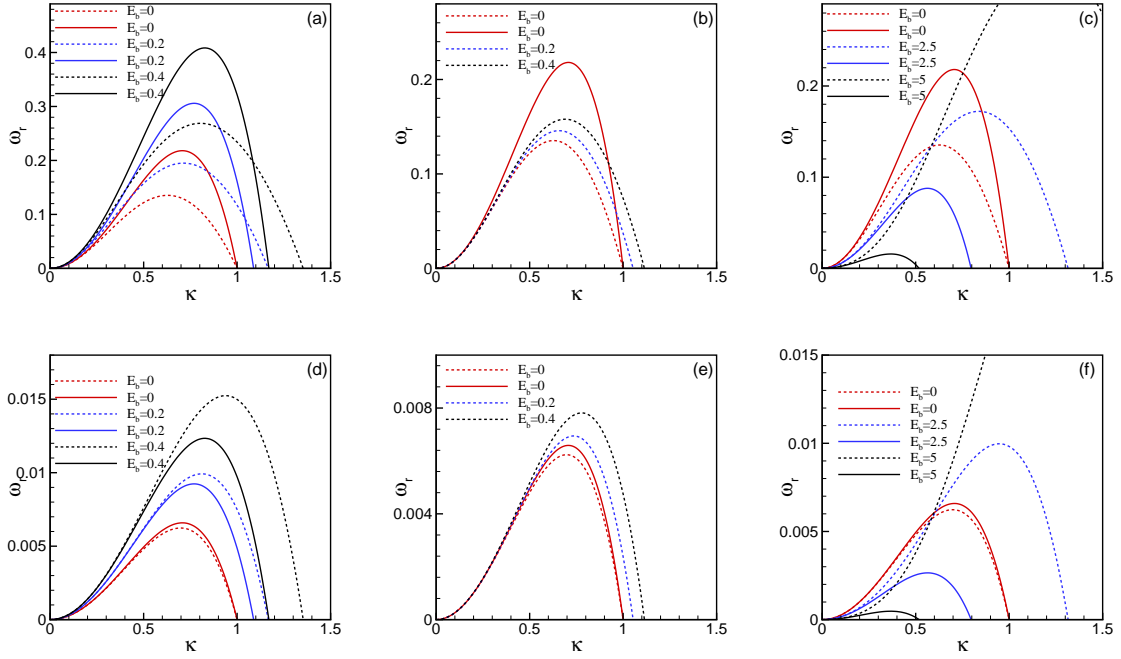 (a)
E_b=0
E_b=0
E_b=0.2
E_b=0.2
E_b=0.4
E_b=0.4
ω_r
0.4
0.3
0.2
0.1
0
0 0.5 1 1.5
κ
(b)
E_b=0
E_b=0
E_b=0.2
E_b=0.4
ω_r
0.2
0.1
0
0 0.5 1 1.5
κ
(c)
E_b=0
E_b=0
E_b=2.5
E_b=2.5
E_b=5
E_b=5
ω_r
0.2
0.1
0
0 0.5 1 1.5
κ
(d)
E_b=0
E_b=0
E_b=0.2
E_b=0.2
E_b=0.4
E_b=0.4
ω_r
0.015
0.01
0.005
0
0 0.5 1 1.5
κ
(e)
E_b=0
E_b=0
E_b=0.2
E_b=0.4
ω_r
0.008
0.004
0
0 0.5 1 1.5
κ
(f)
E_b=0
E_b=0
E_b=2.5
E_b=2.5
E_b=5
E_b=5
ω_r
0.015
0.01
0.005
0
0 0.5 1 1.5
κ